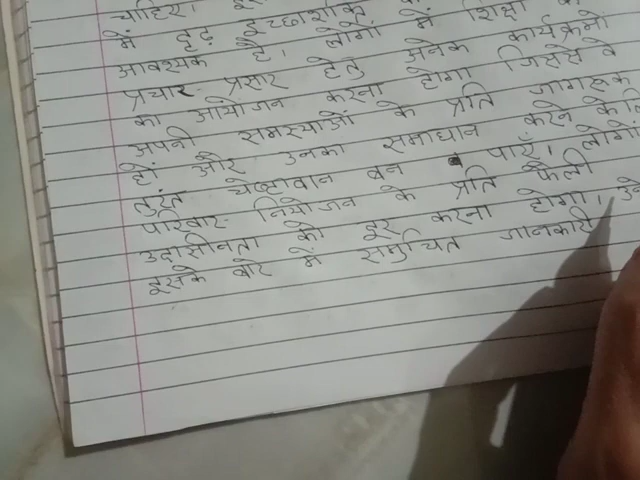 चाहिए।
में दृढ़ इच्छाशक्ति
आवश्यक है। लोगों में शिक्षा के
प्रचार-प्रसार हेतु अनेक कार्यक्रमों
का आयोजन करना होगा जिससे वे
अपनी समस्याओं के प्रति जागरूक
हों और उनका समाधान करने के लि
तुरंत चेष्टावान बन पाएँ। लोगों
परिवार-नियोजन के प्रति फैली
उदासीनता को दूर करना होगा।
इसके बारे में समुचित जानकारी